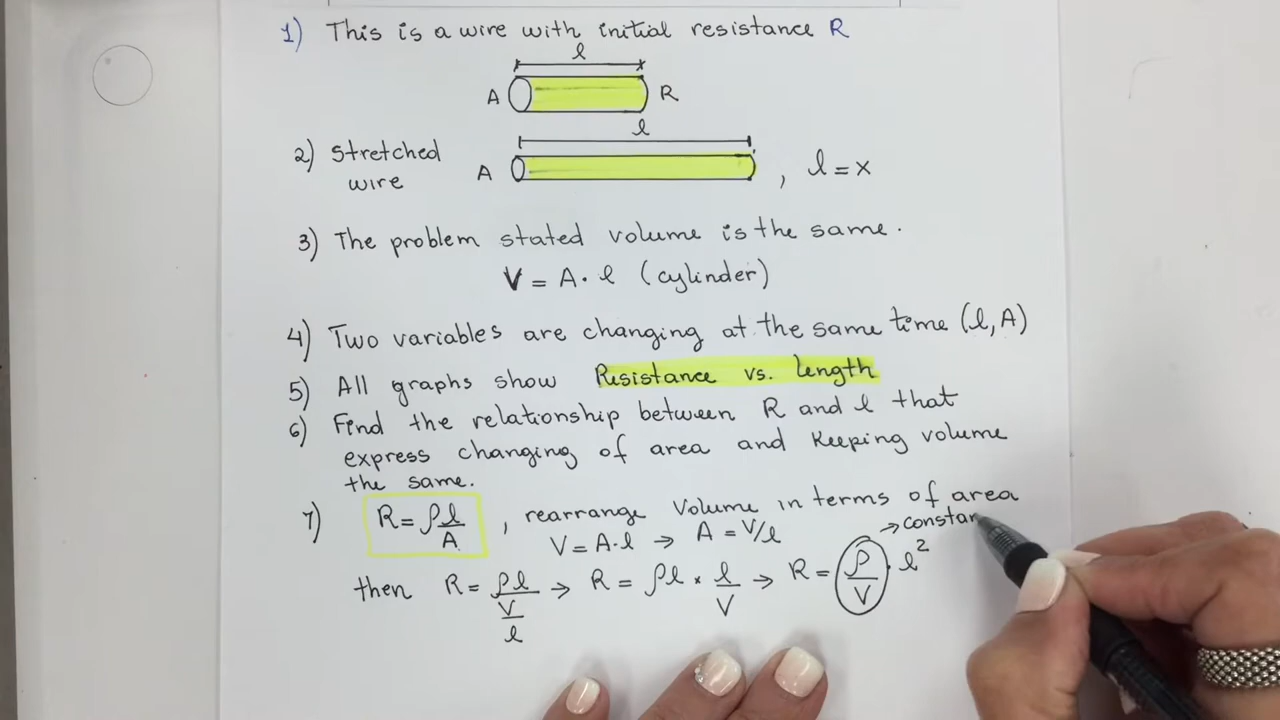 1) This is a wire with initial resistance R
l
A R
l
2) stretched A , l = x
wire
3) The problem stated volume is the same.
V = A · l (cylinder)
4) Two variables are changing at the same time (l, A)
5) All graphs show Resistance vs. length
6) Find the relationship between R and l that
express changing of area and keeping volume
the same.
7) R = ρ l/A , rearrange volume in terms of area
V = A·l → A = V/l → constan
then R = ρl/(V/l) → R = ρl × l/V → R = ρ/V · l²